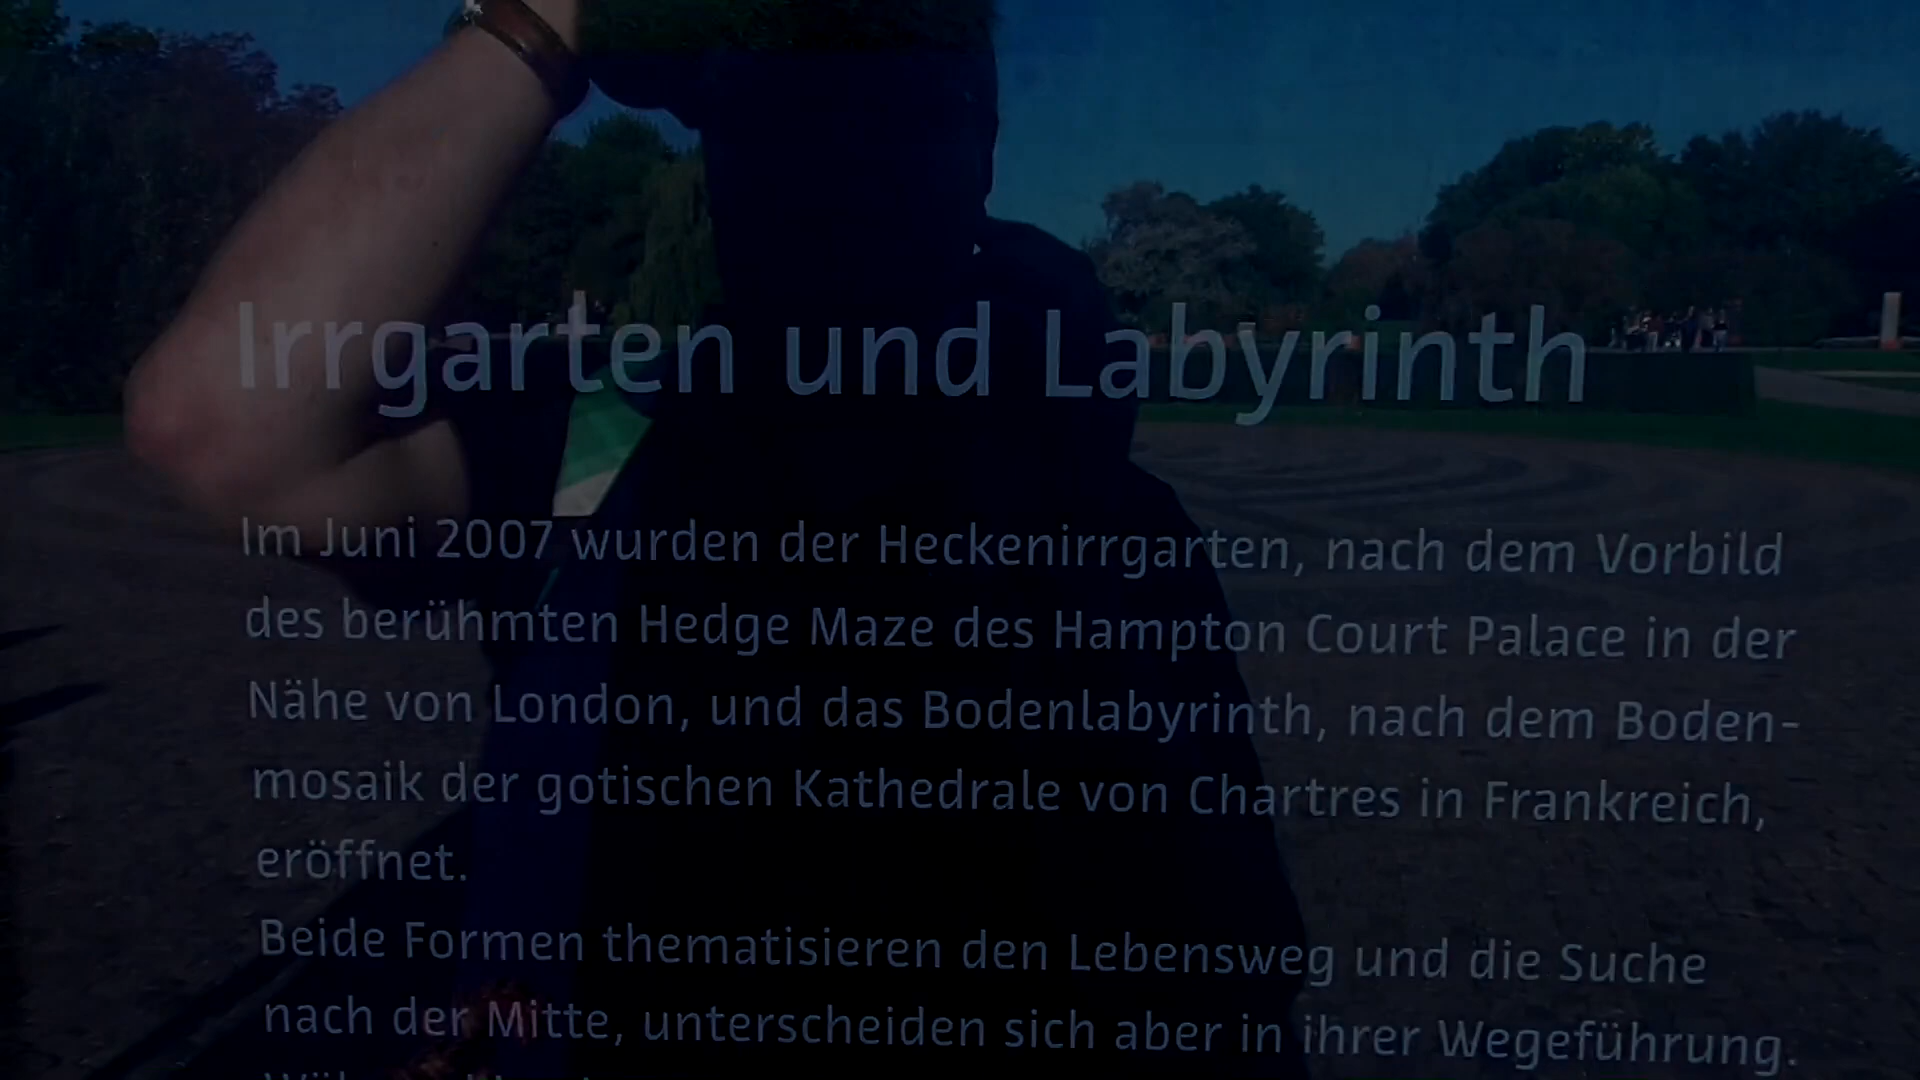 Irrgarten und Labyrinth
Im Juni 2007 wurden der Heckenirrgarten, nach dem Vorbild
des berühmten Hedge Maze des Hampton Court Palace in der
Nähe von London, und das Bodenlabyrinth, nach dem Boden-
mosaik der gotischen Kathedrale von Chartres in Frankreich,
eröffnet.
Beide Formen thematisieren den Lebensweg und die Suche
nach der Mitte, unterscheiden sich aber in ihrer Wegeführung.